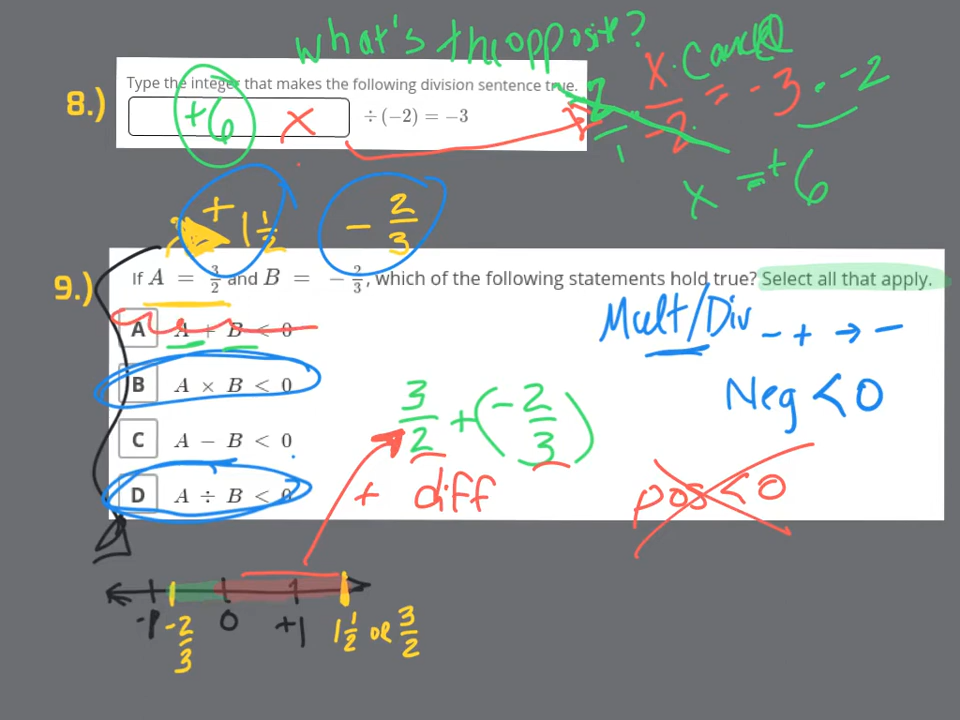 what's the opposite?
8.) Type the integer that makes the following division sentence true.
+6 x ÷ (−2) = −3
x/-2 = -3 · -2
Cancel
x = +6
+ 1 1/2
- 2/3
9.) If A = 3/2 and B = − 2/3, which of the following statements hold true? Select all that apply.
A A + B < 0
B A × B < 0
C A − B < 0
D A ÷ B < 0
Mult/Div - + → -
Neg < 0
3/2 + (- 2/3)
+ diff
pos < 0
-1 -2/3 0 +1 1 1/2 or 3/2